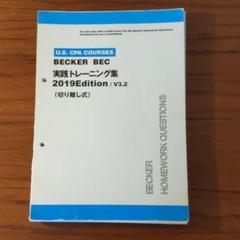 U.S. CPA COURSES
BECKER BEC
実践トレーニング集
2019Edition / V3.2
(切り離し式)
BECKER
HOMEWORK QUESTIONS